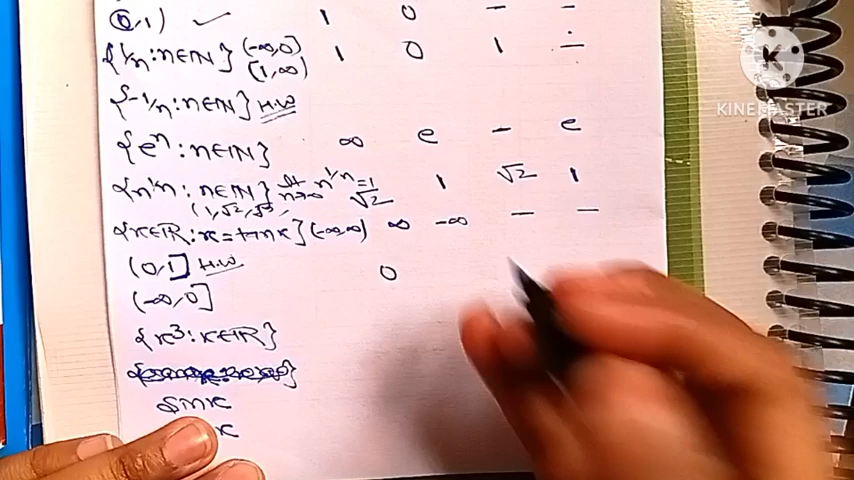 (0,1) ✓ 1 0 - -
{1/n : n∈N} (-∞,0] 1 0 1 -
[1,∞)
{-1/n : n∈N} H.W
{eⁿ : n∈N} ∞ e - e
{n^1/n : n∈N} lt n→∞ n^1/n = 1 1 √2 1
(1, √2, √2
{x∈R : x = tan x} (-∞,∞) ∞ -∞ - -
(0,1] H.W 0
(-∞,0]
{x³ : x∈R}
sin x
x
K
KINEMASTER